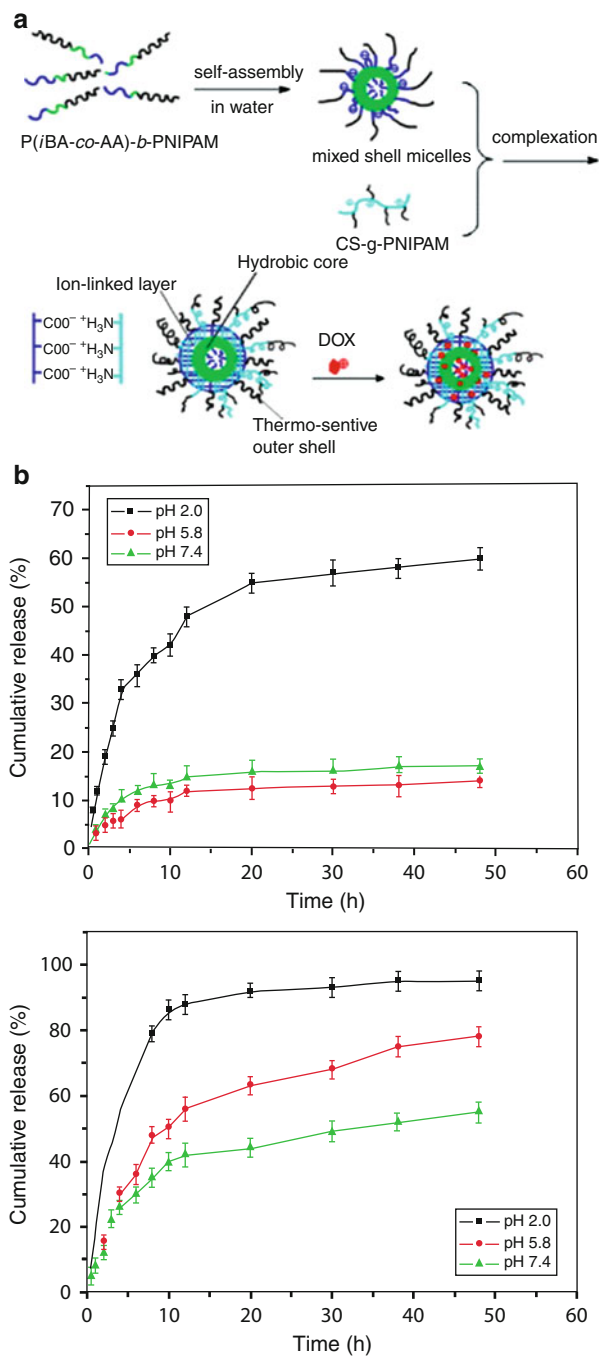 a
self-assembly
in water
P(iBA-co-AA)-b-PNIPAM
mixed shell micelles
complexation
CS-g-PNIPAM
Hydrobic core
Ion-linked layer
COO⁻ ⁺H₃N
COO⁻ ⁺H₃N
COO⁻ ⁺H₃N
DOX
Thermo-sentive
outer shell
b
70
60
50
40
30
20
10
0
Cumulative release (%)
pH 2.0
pH 5.8
pH 7.4
0 10 20 30 40 50 60
Time (h)
100
80
60
40
20
0
Cumulative release (%)
pH 2.0
pH 5.8
pH 7.4
0 10 20 30 40 50 60
Time (h)